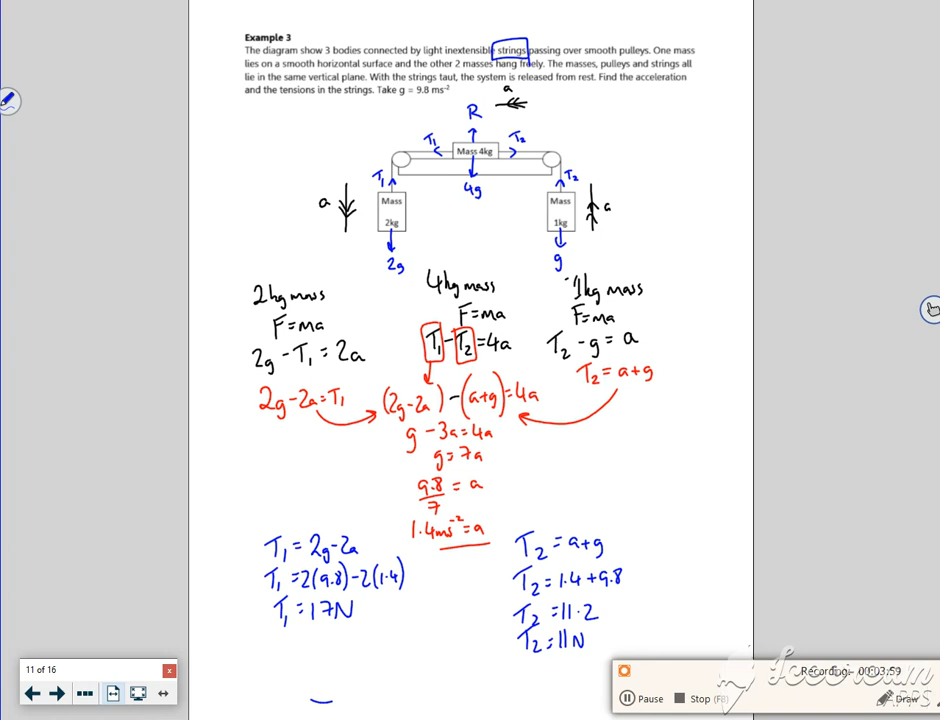 Example 3
The diagram show 3 bodies connected by light inextensible strings passing over smooth pulleys. One mass
lies on a smooth horizontal surface and the other 2 masses hang freely. The masses, pulleys and strings all
lie in the same vertical plane. With the strings taut, the system is released from rest. Find the acceleration
and the tensions in the strings. Take g = 9.8 ms⁻²
a
R
T₁ T₂
Mass 4kg
T₁ 4g T₂
a Mass Mass a
2kg 1kg
2g g
2kg mass 4kg mass 1kg mass
F=ma F=ma F=ma
2g - T₁ = 2a T₁ - T₂ = 4a T₂ - g = a
T₂ = a+g
2g-2a=T₁ (2g-2a) - (a+g) = 4a
g - 3a = 4a
g = 7a
9.8/7 = a
1.4ms⁻² = a
T₁ = 2g-2a T₂ = a+g
T₁ = 2(9.8)-2(1.4) T₂ = 1.4+9.8
T₁ = 17N T₂ = 11.2
T₂ = 11N
11 of 16 x
Recording - 00:03:59
Pause Stop (F8) Draw
Icecream
APPS